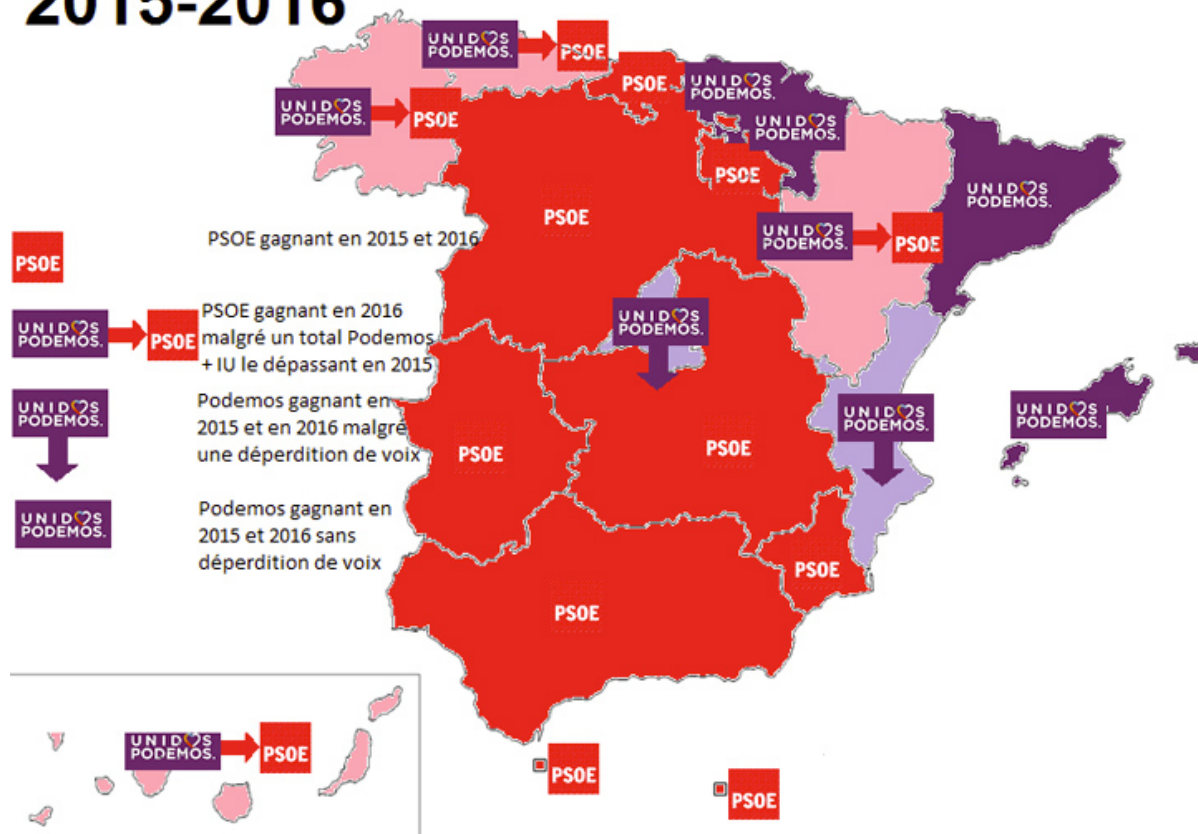 2015-2016
UNIDOS
PODEMOS.
PSOE
PSOE
UNIDOS
PODEMOS.
UNIDOS
PODEMOS.
PSOE
UNIDOS
PODEMOS.
PSOE
UNIDOS
PODEMOS.
PSOE
UNIDOS
PODEMOS.
PSOE
PSOE
PSOE gagnant en 2015 et 2016
UNIDOS
PODEMOS.
PSOE
PSOE gagnant en 2016
malgré un total Podemos
+ IU le dépassant en 2015
UNIDOS
PODEMOS.
UNIDOS
PODEMOS.
Podemos gagnant en
2015 et en 2016 malgré
une déperdition de voix
UNIDOS
PODEMOS.
UNIDOS
PODEMOS.
PSOE
PSOE
UNIDOS
PODEMOS.
Podemos gagnant en
2015 et 2016 sans
déperdition de voix
PSOE
PSOE
UNIDOS
PODEMOS.
PSOE
PSOE
PSOE